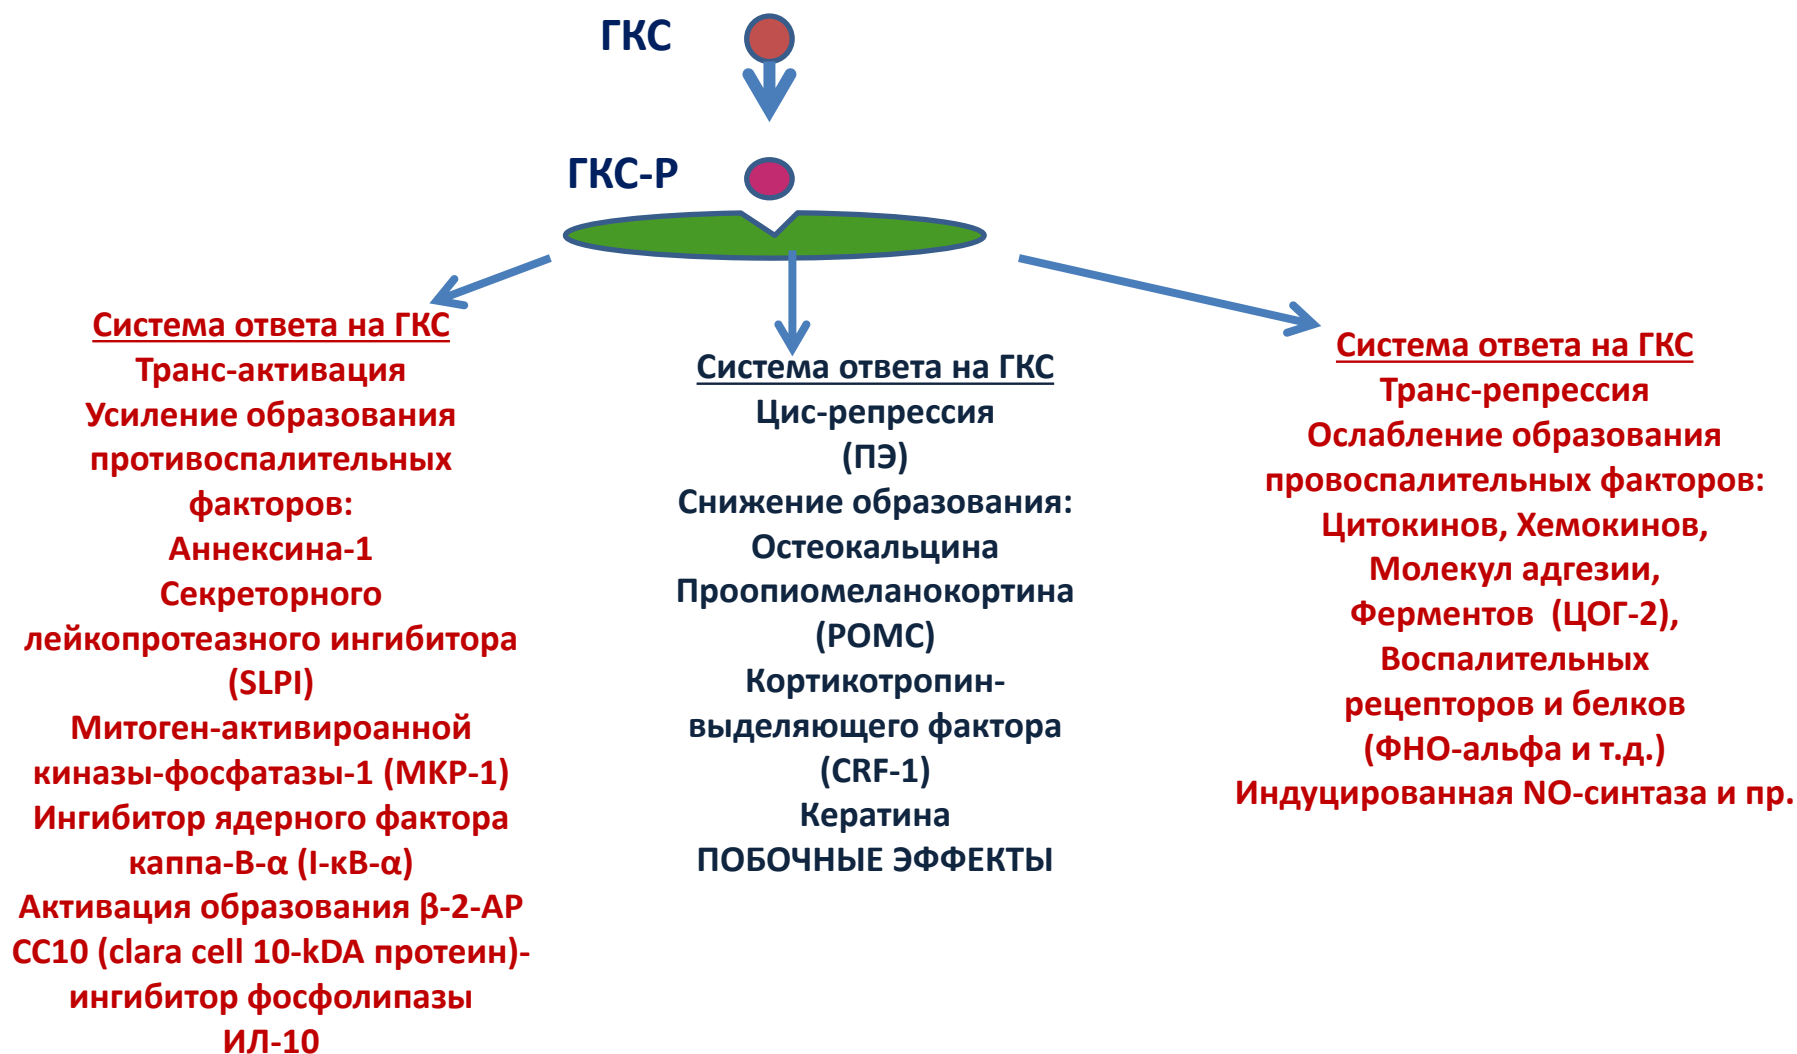 ГКС
ГКС-Р
Система ответа на ГКС
Транс-активация
Усиление образования
противоспалительных
факторов:
Аннексина-1
Секреторного
лейкопротеазного ингибитора
(SLPI)
Митоген-активироанной
киназы-фосфатазы-1 (MKP-1)
Ингибитор ядерного фактора
каппа-B-α (I-κB-α)
Активация образования β-2-АР
CC10 (clara cell 10-kDA протеин)-
ингибитор фосфолипазы
ИЛ-10
Система ответа на ГКС
Цис-репрессия
(ПЭ)
Снижение образования:
Остеокальцина
Проопиомеланокортина
(POMC)
Кортикотропин-
выделяющего фактора
(CRF-1)
Кератина
ПОБОЧНЫЕ ЭФФЕКТЫ
Система ответа на ГКС
Транс-репрессия
Ослабление образования
провоспалительных факторов:
Цитокинов, Хемокинов,
Молекул адгезии,
Ферментов (ЦОГ-2),
Воспалительных
рецепторов и белков
(ФНО-альфа и т.д.)
Индуцированная NO-синтаза и пр.